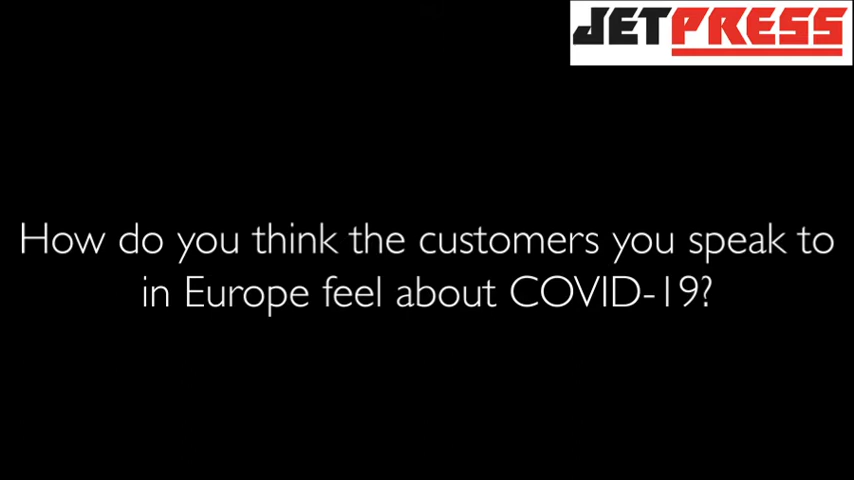 JETPRESS
How do you think the customers you speak to
in Europe feel about COVID-19?